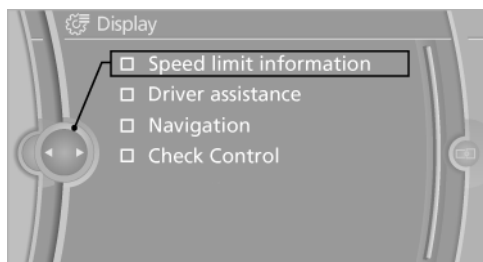 Display
Speed limit information
Driver assistance
Navigation
Check Control